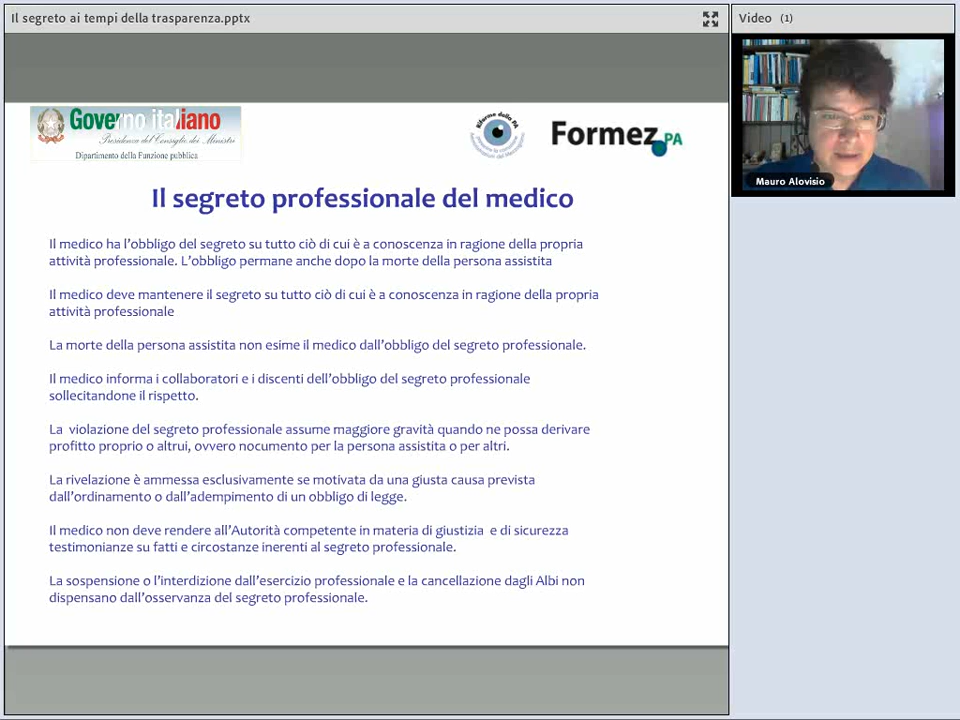 Il segreto ai tempi della trasparenza.pptx
Video (1)
Mauro Alovisio
Governo italiano
Presidenza del Consiglio dei Ministri
Dipartimento della Funzione pubblica
Riforme della PA
Formez PA
Il segreto professionale del medico
Il medico ha l’obbligo del segreto su tutto ciò di cui è a conoscenza in ragione della propria
attività professionale. L’obbligo permane anche dopo la morte della persona assistita
Il medico deve mantenere il segreto su tutto ciò di cui è a conoscenza in ragione della propria
attività professionale
La morte della persona assistita non esime il medico dall’obbligo del segreto professionale.
Il medico informa i collaboratori e i discenti dell’obbligo del segreto professionale
sollecitandone il rispetto.
La  violazione del segreto professionale assume maggiore gravità quando ne possa derivare
profitto proprio o altrui, ovvero nocumento per la persona assistita o per altri.
La rivelazione è ammessa esclusivamente se motivata da una giusta causa prevista
dall’ordinamento o dall’adempimento di un obbligo di legge.
Il medico non deve rendere all’Autorità competente in materia di giustizia  e di sicurezza
testimonianze su fatti e circostanze inerenti al segreto professionale.
La sospensione o l’interdizione dall’esercizio professionale e la cancellazione dagli Albi non
dispensano dall’osservanza del segreto professionale.